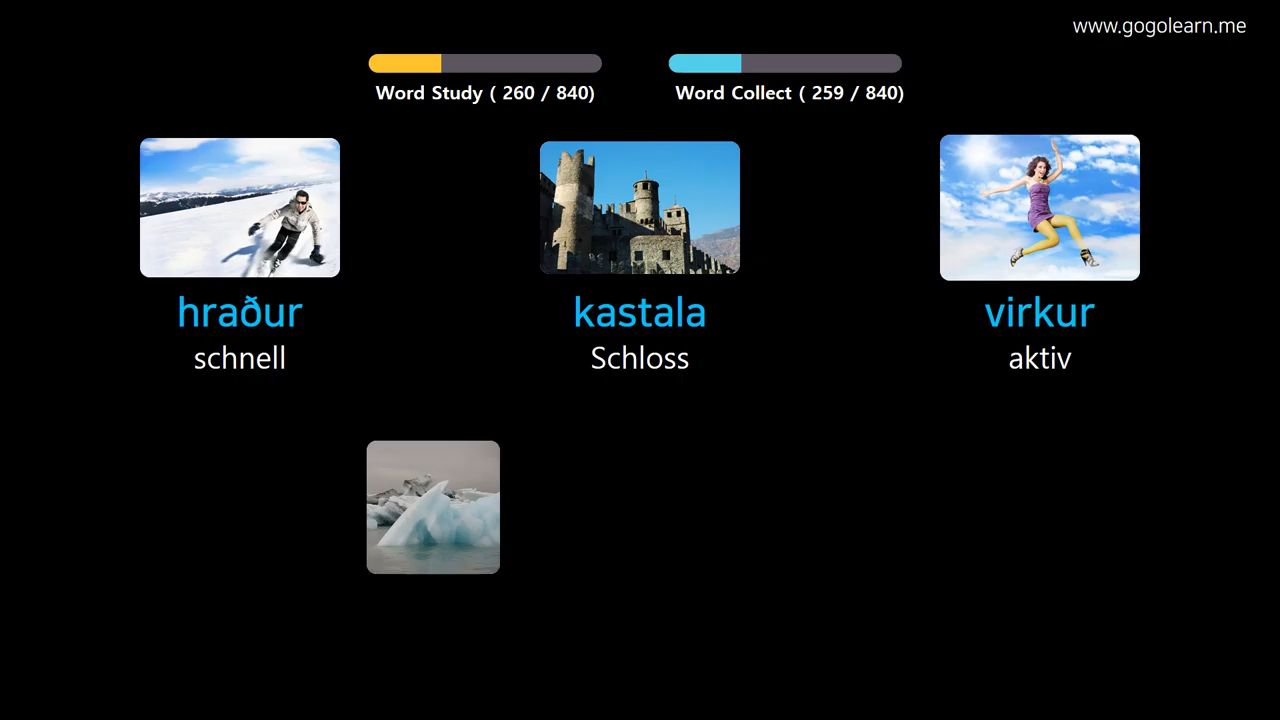 www.gogolearn.me
Word Study ( 260 / 840)
Word Collect ( 259 / 840)
hraður
kastala
virkur
schnell
Schloss
aktiv